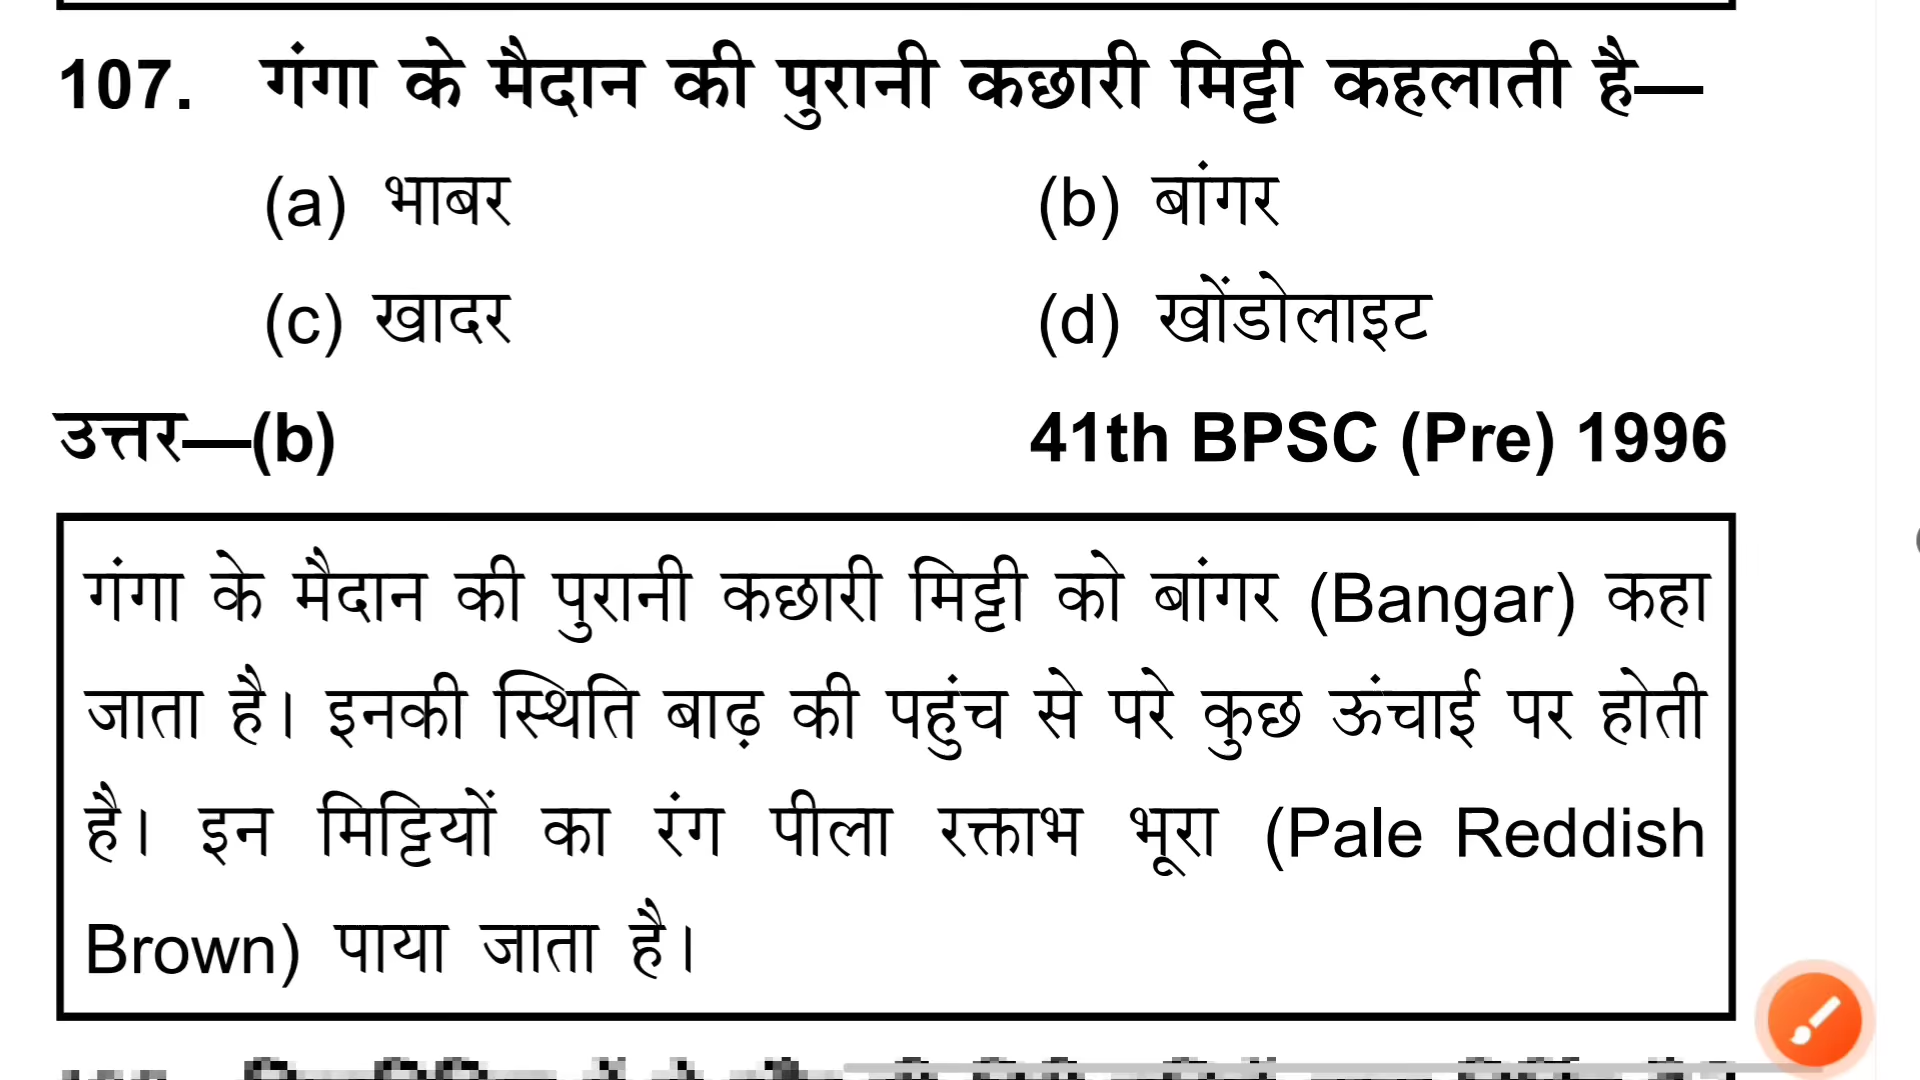 107. गंगा के मैदान की पुरानी कछारी मिट्टी कहलाती है—
(a) भाबर (b) बांगर
(c) खादर (d) खोंडोलाइट
उत्तर—(b) 41th BPSC (Pre) 1996
गंगा के मैदान की पुरानी कछारी मिट्टी को बांगर (Bangar) कहा
जाता है। इनकी स्थिति बाढ़ की पहुंच से परे कुछ ऊंचाई पर होती
है। इन मिट्टियों का रंग पीला रक्ताभ भूरा (Pale Reddish
Brown) पाया जाता है।